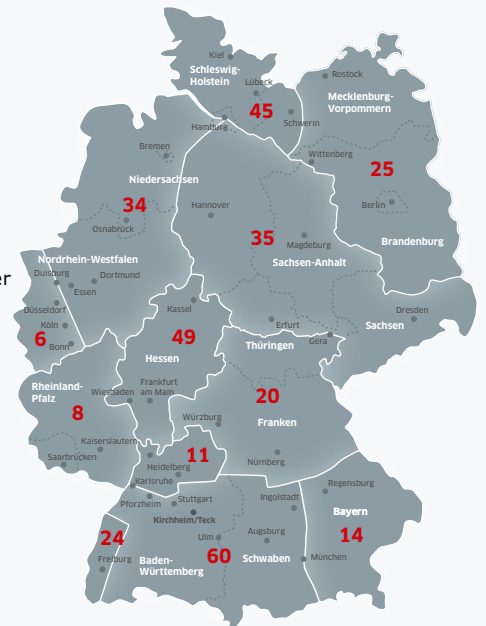 Kiel
Schleswig-
Holstein
Rostock
Lübeck
Mecklenburg-
Vorpommern
45
Hamburg
Schwerin
Bremen
Wittenberg
25
Niedersachsen
34
Hannover
Berlin
Osnabrück
35
Magdeburg
Brandenburg
Nordrhein-Westfalen
Sachsen-Anhalt
er
Duisburg
Dortmund
Essen
Düsseldorf
Kassel
Dresden
Köln
Erfurt
Sachsen
6
49
Gera
Bonn
Thüringen
Hessen
Rheinland-
Pfalz
Wiesbaden
Frankfurt
am Main
20
8
Würzburg
Franken
Kaiserslautern
11
Saarbrücken
Heidelberg
Nürnberg
Karlsruhe
Regensburg
Pforzheim
Stuttgart
Ingolstadt
Kirchheim/Teck
Bayern
24
Ulm
Augsburg
14
Freiburg
Baden-
Württemberg
60
Schwaben
München